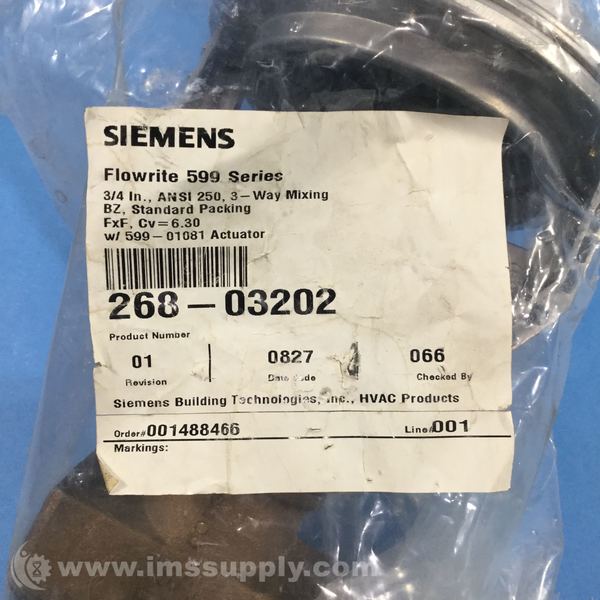 SIEMENS
Flowrite 599 Series
3/4 In., ANSI 250, 3-Way Mixing
BZ, Standard Packing
FxF, Cv=6.30
w/ 599-01081 Actuator
268-03202
Product Number
01 0827 066
Revision Date Code Checked By
Siemens Building Technologies, Inc., HVAC Products
Order# 001488466 Line# 001
Markings:
www.imssupply.com